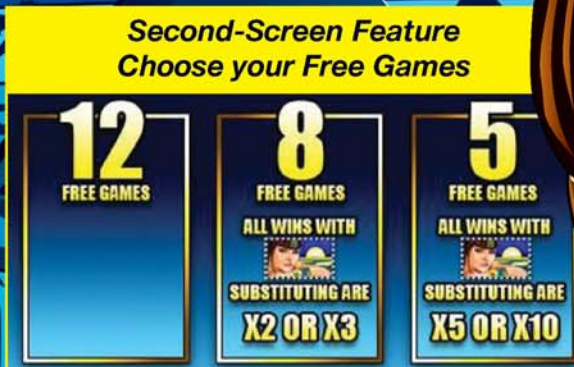 Second-Screen Feature
Choose your Free Games
12
FREE GAMES
8
FREE GAMES
ALL WINS WITH
SUBSTITUTING ARE
X2 OR X3
5
FREE GAMES
ALL WINS WITH
SUBSTITUTING ARE
X5 OR X10